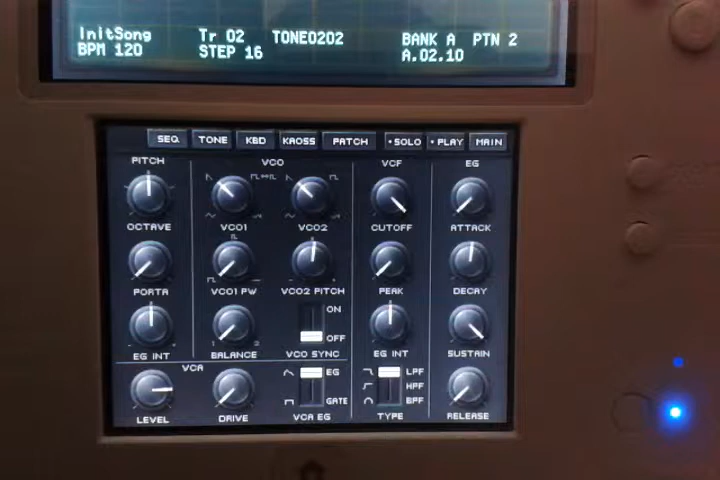 InitSong Tr 02 TONE0202 BANK A PTN 2
BPM 120 STEP 16 A.02.10
SEQ. TONE KBD KROSS PATCH •SOLO •PLAY MAIN
PITCH VCO VCF EG
OCTAVE VCO1 VCO2 CUTOFF ATTACK
PORTA VCO1 PW VCO2 PITCH PEAK DECAY
ON
OFF
EG INT BALANCE VCO SYNC EG INT SUSTAIN
VCA
EG LPF
HPF
GATE BPF
LEVEL DRIVE VCA EG TYPE RELEASE